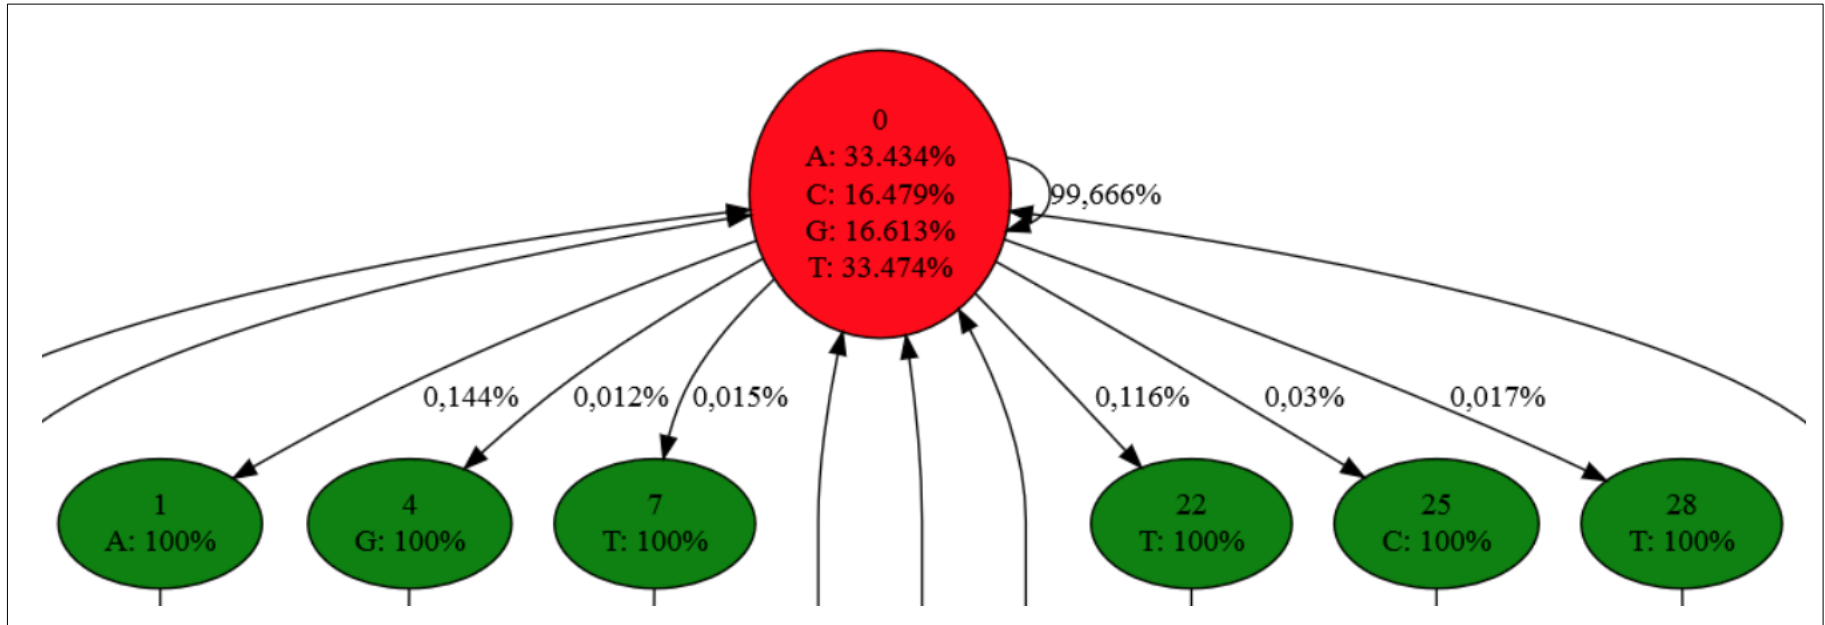 0
A: 33.434%
C: 16.479%
G: 16.613%
T: 33.474%
99,666%
0,144%
0,012%
0,015%
0,116%
0,03%
0,017%
1
A: 100%
4
G: 100%
7
T: 100%
22
T: 100%
25
C: 100%
28
T: 100%